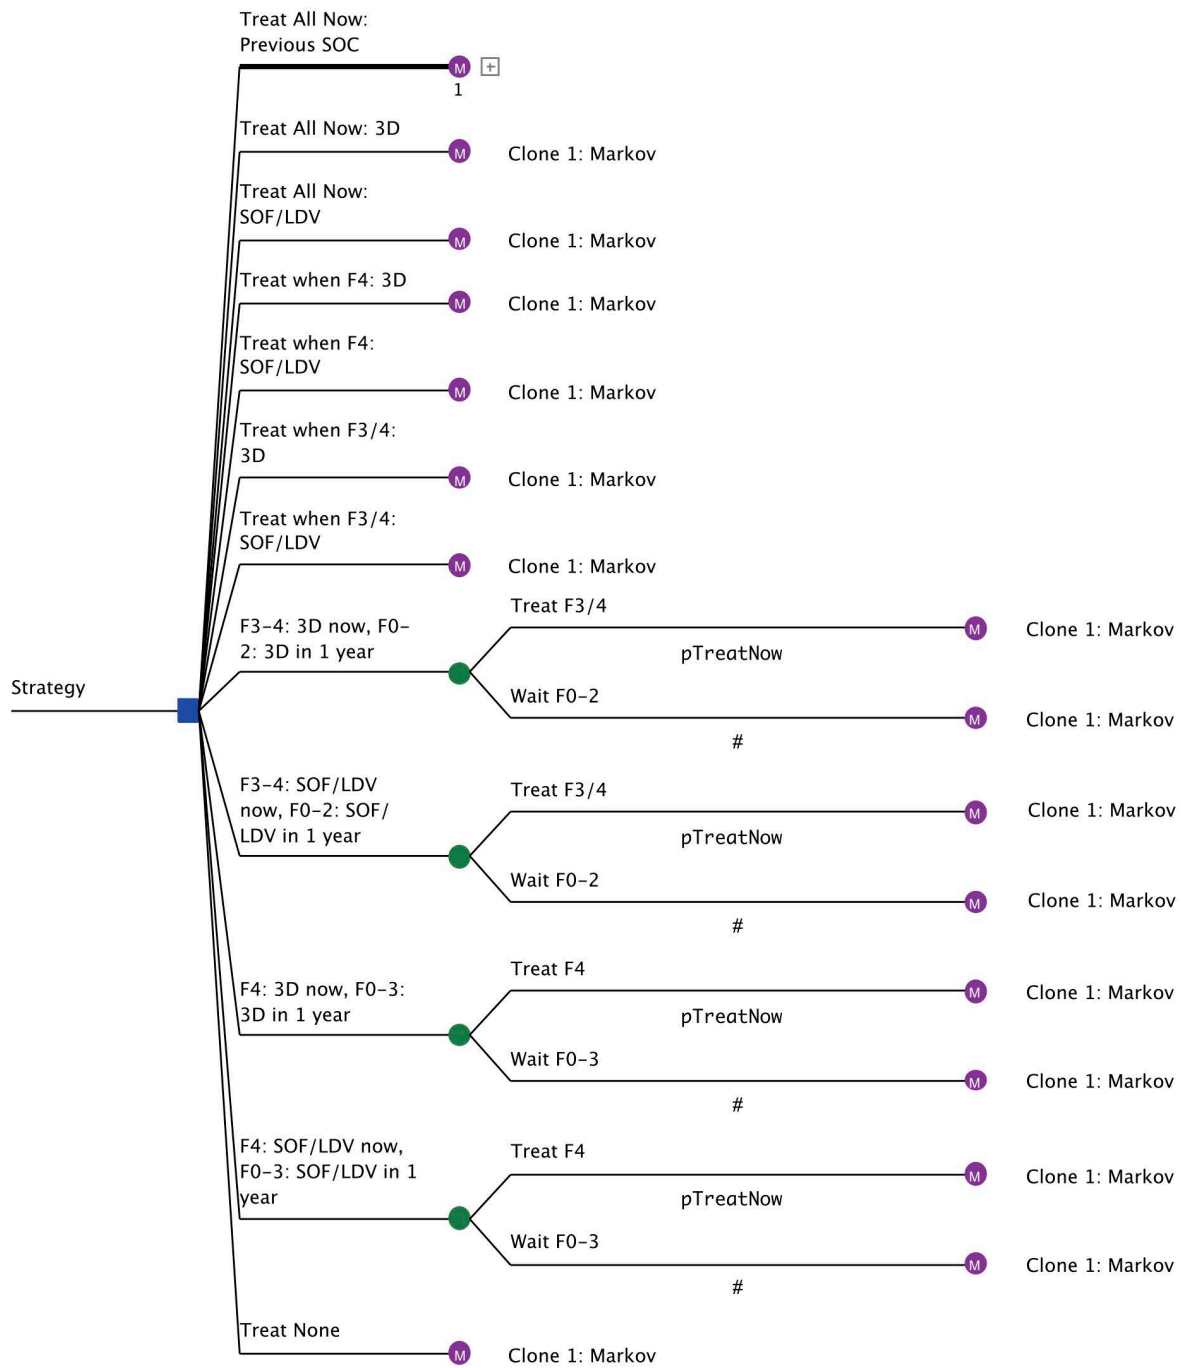 Treat All Now:
Previous SOC
M
+
1
Treat All Now: 3D
M
Clone 1: Markov
Treat All Now:
SOF/LDV
M
Clone 1: Markov
Treat when F4: 3D
M
Clone 1: Markov
Treat when F4:
SOF/LDV
M
Clone 1: Markov
Treat when F3/4:
3D
M
Clone 1: Markov
Treat when F3/4:
SOF/LDV
M
Clone 1: Markov
Strategy
F3-4: 3D now, F0-
2: 3D in 1 year
Treat F3/4
pTreatNow
M
Clone 1: Markov
Wait F0-2
#
M
Clone 1: Markov
F3-4: SOF/LDV
now, F0-2: SOF/
LDV in 1 year
Treat F3/4
pTreatNow
M
Clone 1: Markov
Wait F0-2
#
M
Clone 1: Markov
F4: 3D now, F0-3:
3D in 1 year
Treat F4
pTreatNow
M
Clone 1: Markov
Wait F0-3
#
M
Clone 1: Markov
F4: SOF/LDV now,
F0-3: SOF/LDV in 1
year
Treat F4
pTreatNow
M
Clone 1: Markov
Wait F0-3
#
M
Clone 1: Markov
Treat None
M
Clone 1: Markov